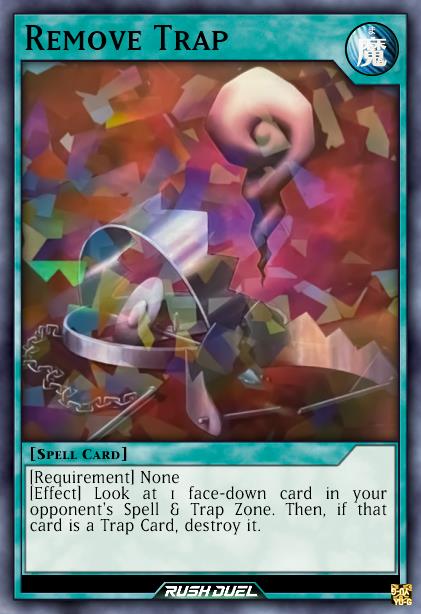 REMOVE TRAP
ま
魔
[SPELL CARD]
[Requirement] None
[Effect] Look at 1 face-down card in your
opponent's Spell & Trap Zone. Then, if that
card is a Trap Card, destroy it.
RUSH DUEL